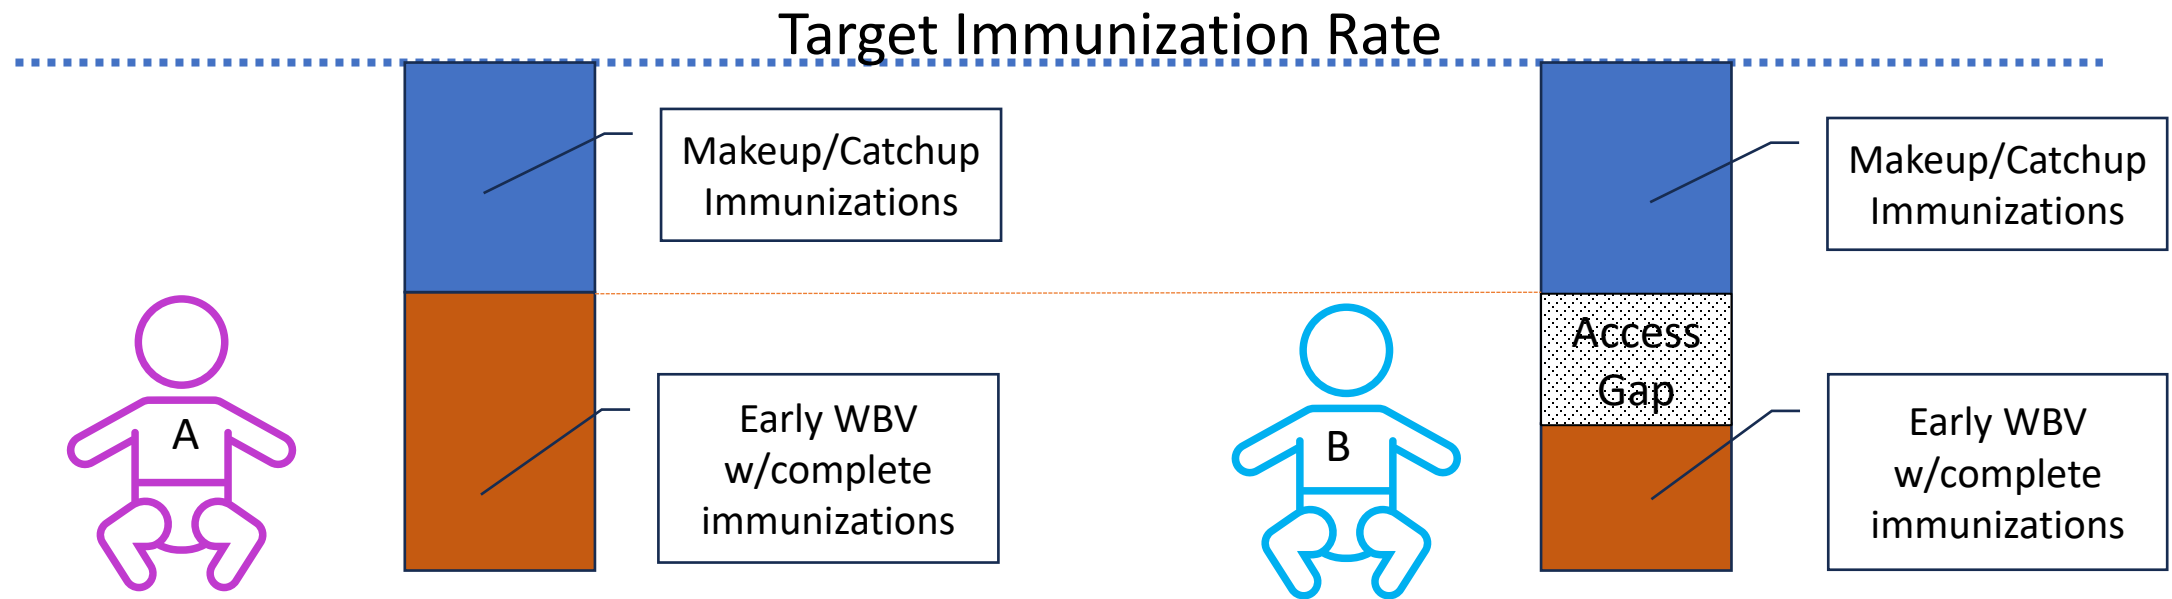 Target Immunization Rate
Makeup/Catchup
Immunizations
A
Early WBV
w/complete
immunizations
Makeup/Catchup
Immunizations
Access
Gap
B
Early WBV
w/complete
immunizations